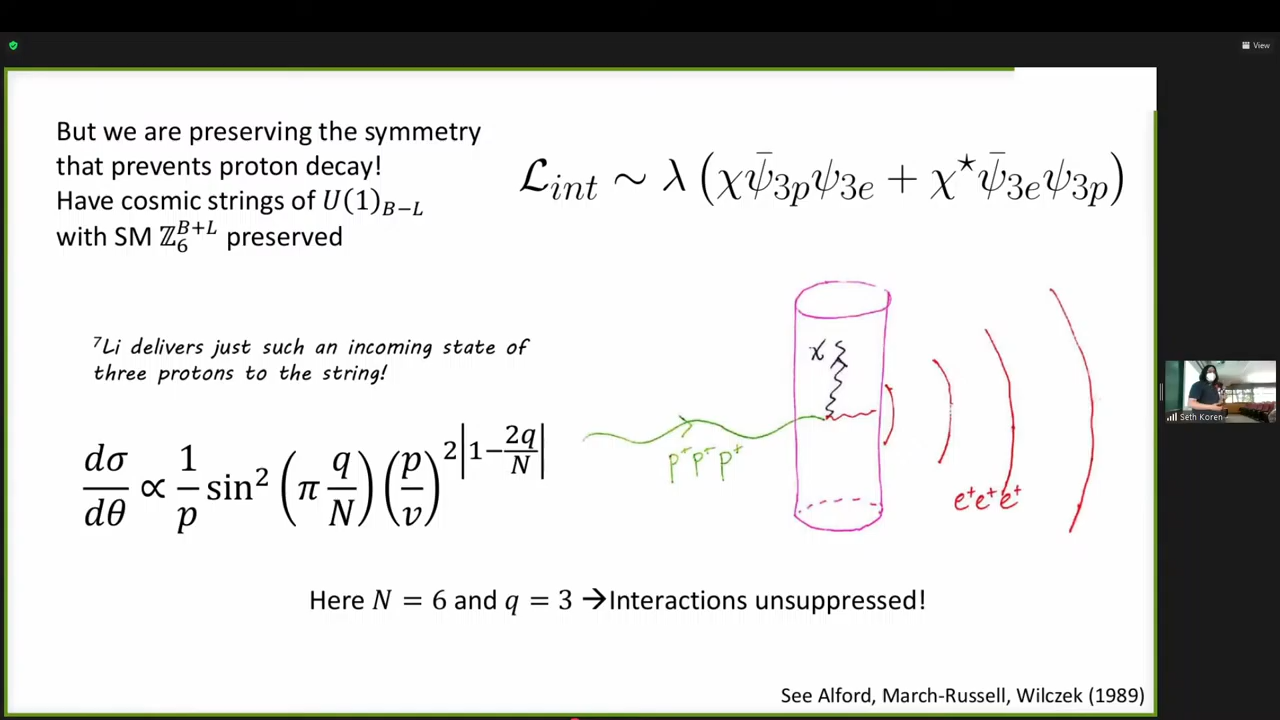 View
But we are preserving the symmetry
that prevents proton decay!
Have cosmic strings of U(1)_{B−L}
with SM ℤ₆^{B+L} preserved
𝓛_{int} ∼ λ (χψ̄_{3p}ψ_{3e} + χ^⋆ψ̄_{3e}ψ_{3p})
⁷Li delivers just such an incoming state of
three protons to the string!
dσ/dθ ∝ 1/p sin² (π q/N) (p/v)^{2|1−2q/N|}
χ
p⁺p⁺p⁺
e⁺e⁺e⁺
Seth Koren
Here N = 6 and q = 3 →Interactions unsuppressed!
See Alford, March-Russell, Wilczek (1989)